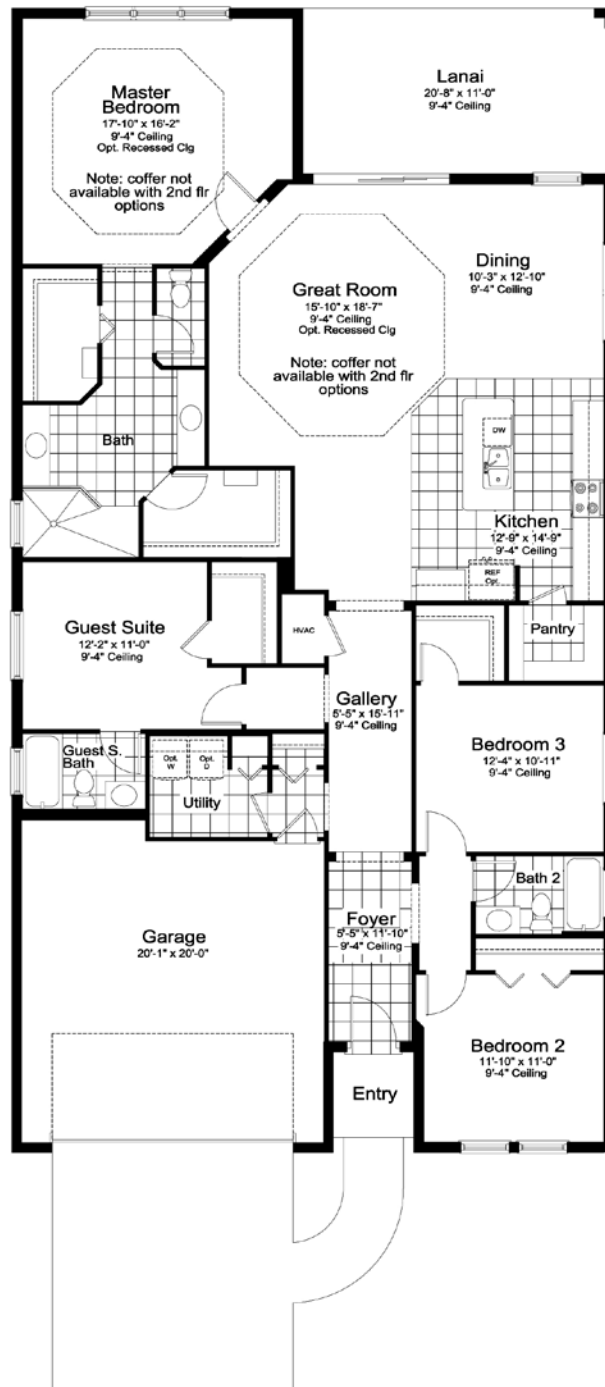 Lanai
20'-8" x 11'-0"
9'-4" Ceiling
Master
Bedroom
17'-10" x 16'-2"
9'-4" Ceiling
Opt. Recessed Clg
Note: coffer not
available with 2nd flr
options
Dining
10'-3" x 12'-10"
9'-4" Ceiling
Great Room
15'-10" x 18'-7"
9'-4" Ceiling
Opt. Recessed Clg
Note: coffer not
available with 2nd flr
options
DW
Bath
Kitchen
12'-9" x 14'-9"
9'-4" Ceiling
REF
Opt.
Guest Suite
12'-2" x 11'-0"
9'-4" Ceiling
HVAC
Pantry
Gallery
5'-5" x 15'-11"
9'-4" Ceiling
Bedroom 3
12'-4" x 10'-11"
9'-4" Ceiling
Guest S.
Bath
Opt.
W
Opt.
D
Utility
Bath 2
Foyer
5'-5" x 11'-10"
9'-4" Ceiling
Garage
20'-1" x 20'-0"
Bedroom 2
11'-10" x 11'-0"
9'-4" Ceiling
Entry